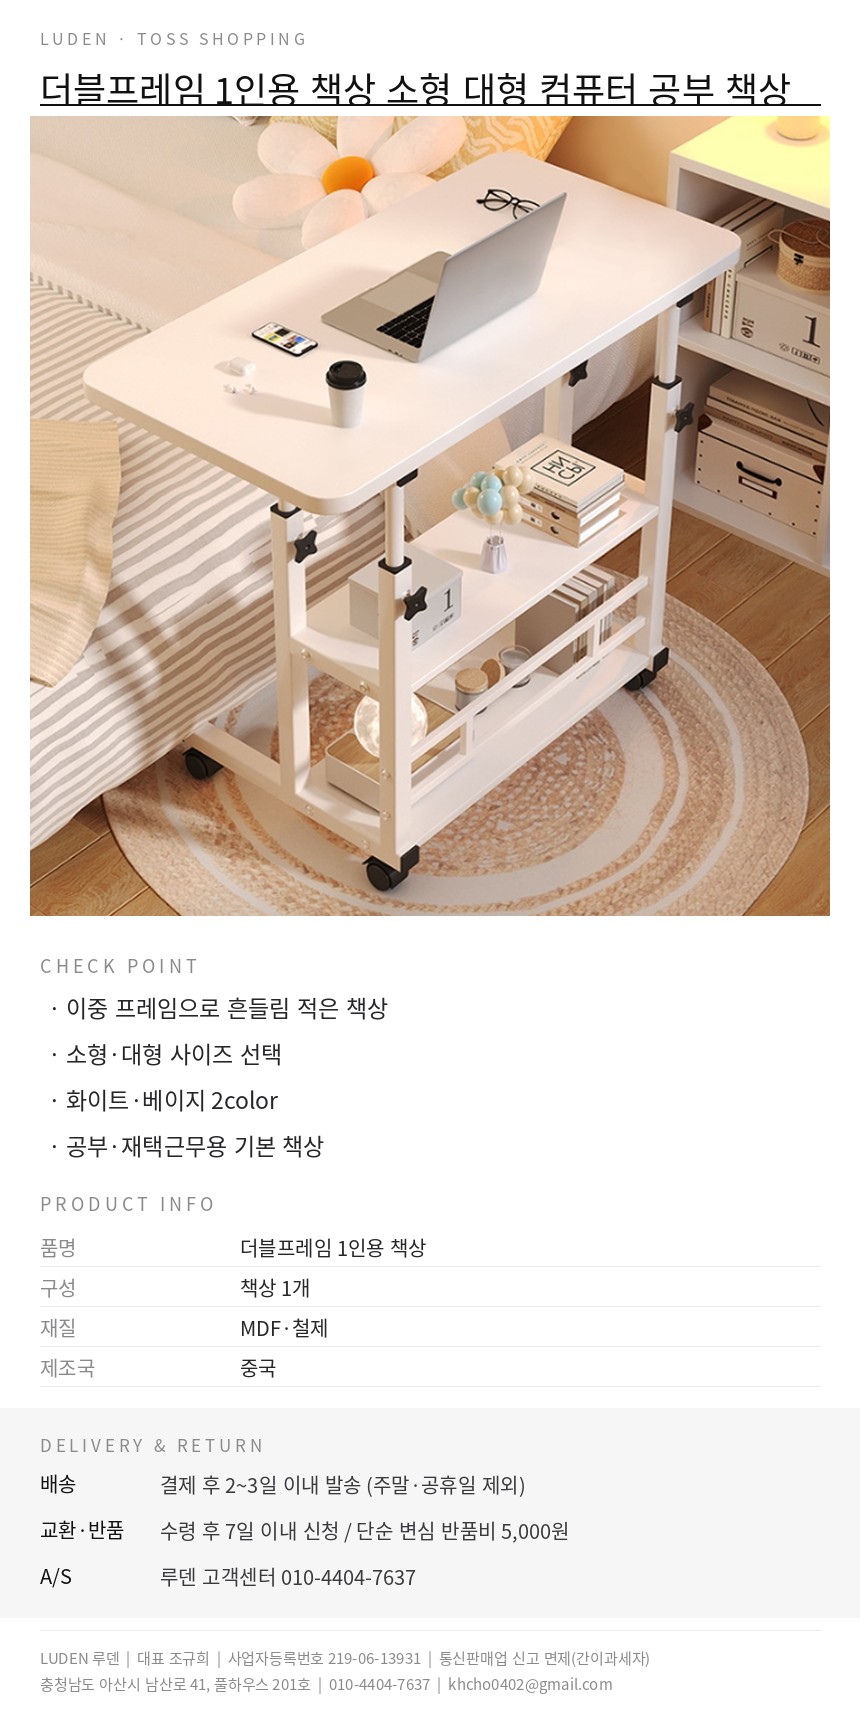 LUDEN · TOSS SHOPPING
더블프레임 1인용 책상 소형 대형 컴퓨터 공부 책상
1
1
CHECK POINT
· 이중 프레임으로 흔들림 적은 책상
· 소형·대형 사이즈 선택
· 화이트·베이지 2color
· 공부·재택근무용 기본 책상
PRODUCT INFO
품명 더블프레임 1인용 책상
구성 책상 1개
재질 MDF·철제
제조국 중국
DELIVERY & RETURN
배송 결제 후 2~3일 이내 발송 (주말·공휴일 제외)
교환·반품 수령 후 7일 이내 신청 / 단순 변심 반품비 5,000원
A/S 루덴 고객센터 010-4404-7637
LUDEN 루덴 | 대표 조규희 | 사업자등록번호 219-06-13931 | 통신판매업 신고 면제(간이과세자)
충청남도 아산시 남산로 41, 풀하우스 201호 | 010-4404-7637 | khcho0402@gmail.com